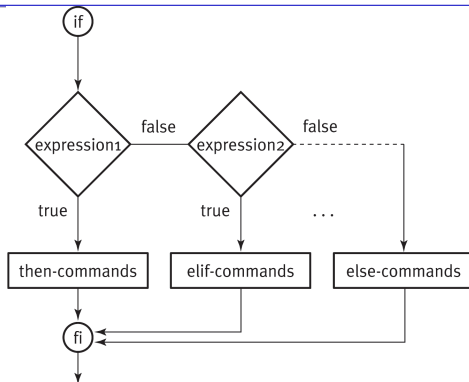 if
false
false
expression1
expression2
true
true
...
then-commands
elif-commands
else-commands
fi